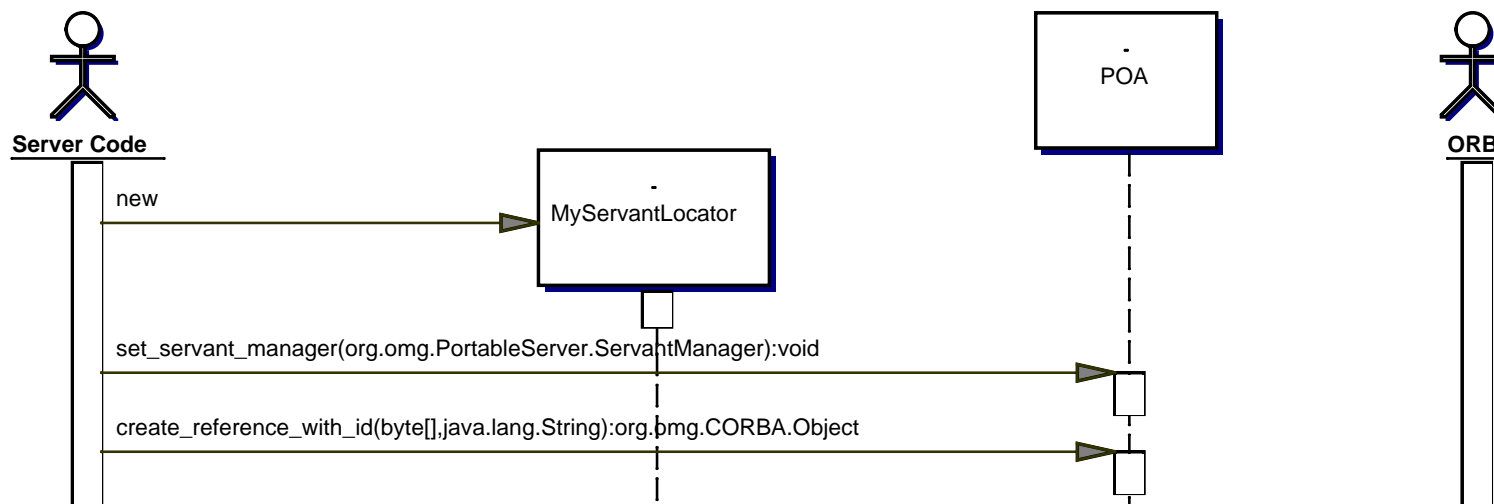 -
POA
Server Code
ORB
-
MyServantLocator
new
set_servant_manager(org.omg.PortableServer.ServantManager):void
create_reference_with_id(byte[],java.lang.String):org.omg.CORBA.Object